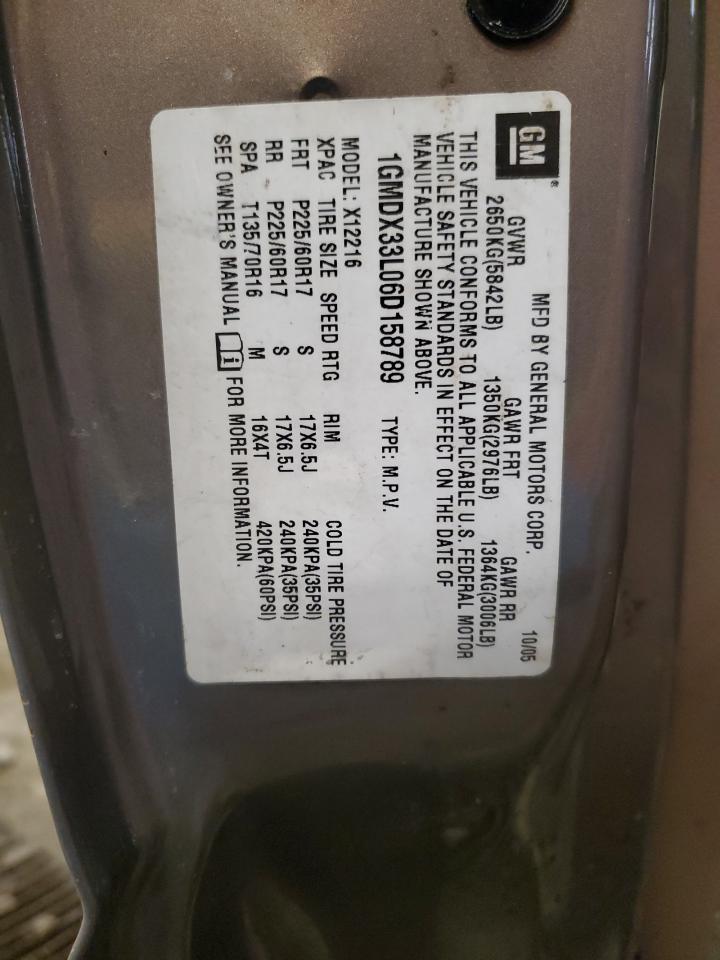 GM
®
MFD BY GENERAL MOTORS CORP. 10/05
GVWR GAWR FRT GAWR RR
2650KG(5842LB) 1350KG(2976LB) 1364KG(3006LB)
THIS VEHICLE CONFORMS TO ALL APPLICABLE U.S. FEDERAL MOTOR
VEHICLE SAFETY STANDARDS IN EFFECT ON THE DATE OF
MANUFACTURE SHOWN ABOVE.
1GMDX33L06D158789 TYPE: M.P.V.
MODEL: X12216
XPAC TIRE SIZE SPEED RTG RIM COLD TIRE PRESSURE
FRT P225/60R17 S 17X6.5J 240KPA(35PSI)
RR P225/60R17 S 17X6.5J 240KPA(35PSI)
SPA T135/70R16 M 16X4T 420KPA(60PSI)
SEE OWNER'S MANUAL i FOR MORE INFORMATION.